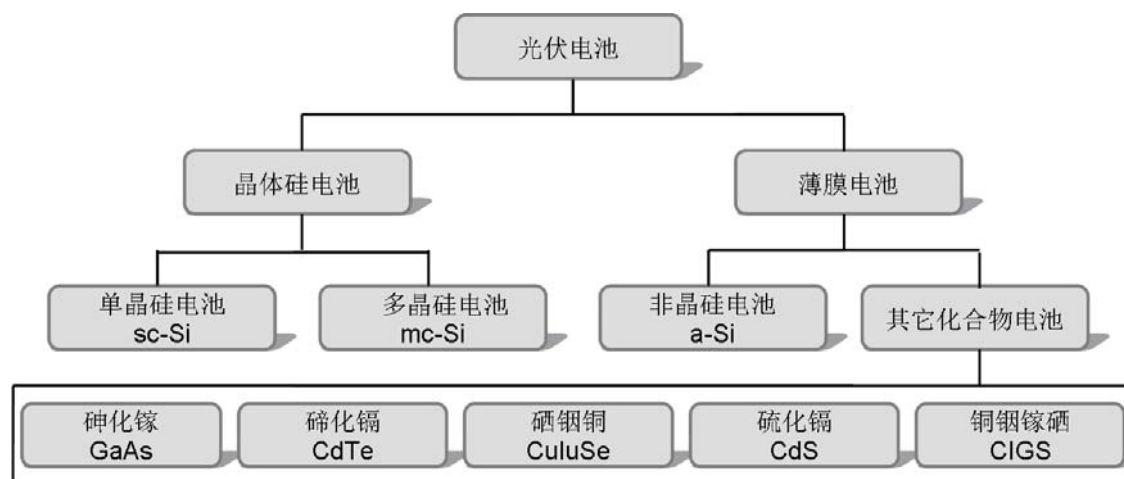 光伏电池
晶体硅电池
薄膜电池
单晶硅电池
sc-Si
多晶硅电池
mc-Si
非晶硅电池
a-Si
其它化合物电池
砷化镓
GaAs
碲化镉
CdTe
硒铟铜
CuluSe
硫化镉
CdS
铜铟镓硒
CIGS